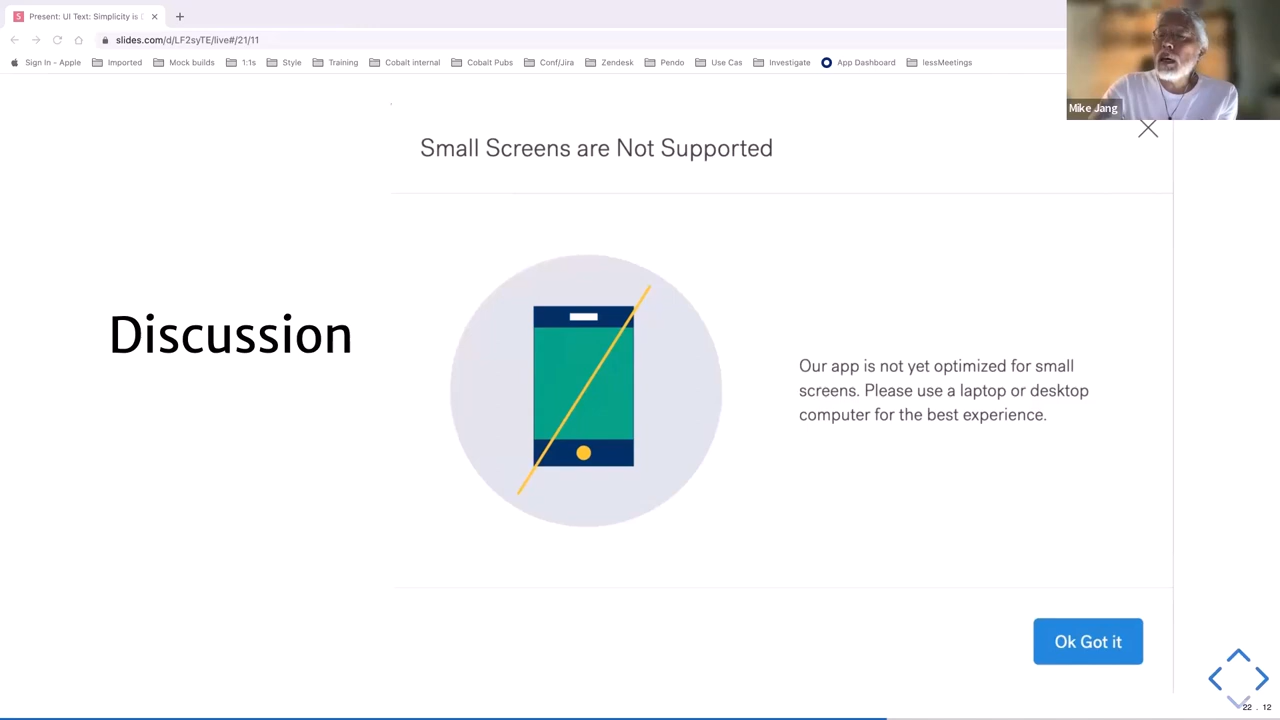 S Present: UI Text: Simplicity is D
slides.com/d/LF2syTE/live#/21/11
Sign In – Apple Imported Mock builds 1:1s Style Training Cobalt internal Cobalt Pubs Conf/Jira Zendesk Pendo Use Cas Investigate App Dashboard lessMeetings
Mike Jang
Small Screens are Not Supported
Discussion
Our app is not yet optimized for small
screens. Please use a laptop or desktop
computer for the best experience.
Ok Got it
22 . 12